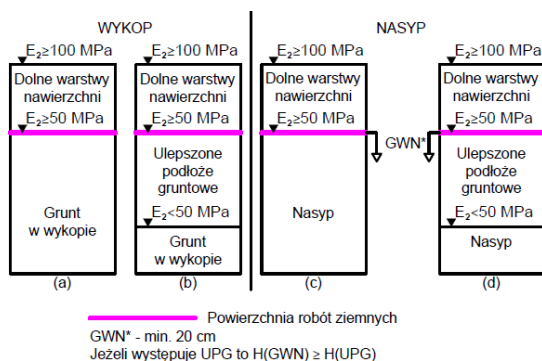 WYKOP
NASYP
E₂≥100 MPa
E₂≥100 MPa
E₂≥100 MPa
E₂≥100 MPa
Dolne warstwy
nawierzchni
Dolne warstwy
nawierzchni
Dolne warstwy
nawierzchni
Dolne warstwy
nawierzchni
E₂≥50 MPa
E₂≥50 MPa
E₂≥50 MPa
E₂≥50 MPa
GWN*
Grunt
w wykopie
Ulepszone
podłoże
gruntowe
E₂<50 MPa
Grunt
w wykopie
Nasyp
Ulepszone
podłoże
gruntowe
E₂<50 MPa
Nasyp
(a)
(b)
(c)
(d)
Powierzchnia robót ziemnych
GWN* - min. 20 cm
Jeżeli występuje UPG to H(GWN) ≥ H(UPG)